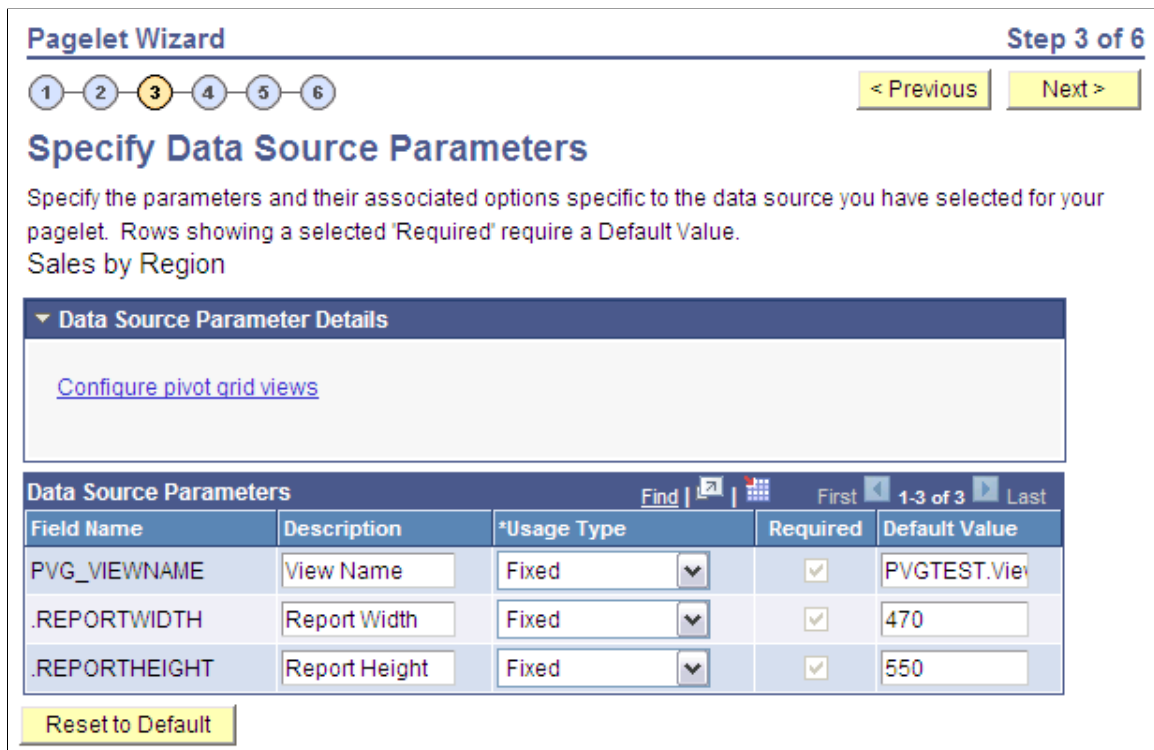 Pagelet Wizard Step 3 of 6
1 2 3 4 5 6 < Previous Next >
Specify Data Source Parameters
Specify the parameters and their associated options specific to the data source you have selected for your
pagelet. Rows showing a selected 'Required' require a Default Value.
Sales by Region
Data Source Parameter Details
Configure pivot grid views
Data Source Parameters Find | | First 1-3 of 3 Last
Field Name Description *Usage Type Required Default Value
PVG_VIEWNAME View Name Fixed PVGTEST.View
.REPORTWIDTH Report Width Fixed 470
.REPORTHEIGHT Report Height Fixed 550
Reset to Default